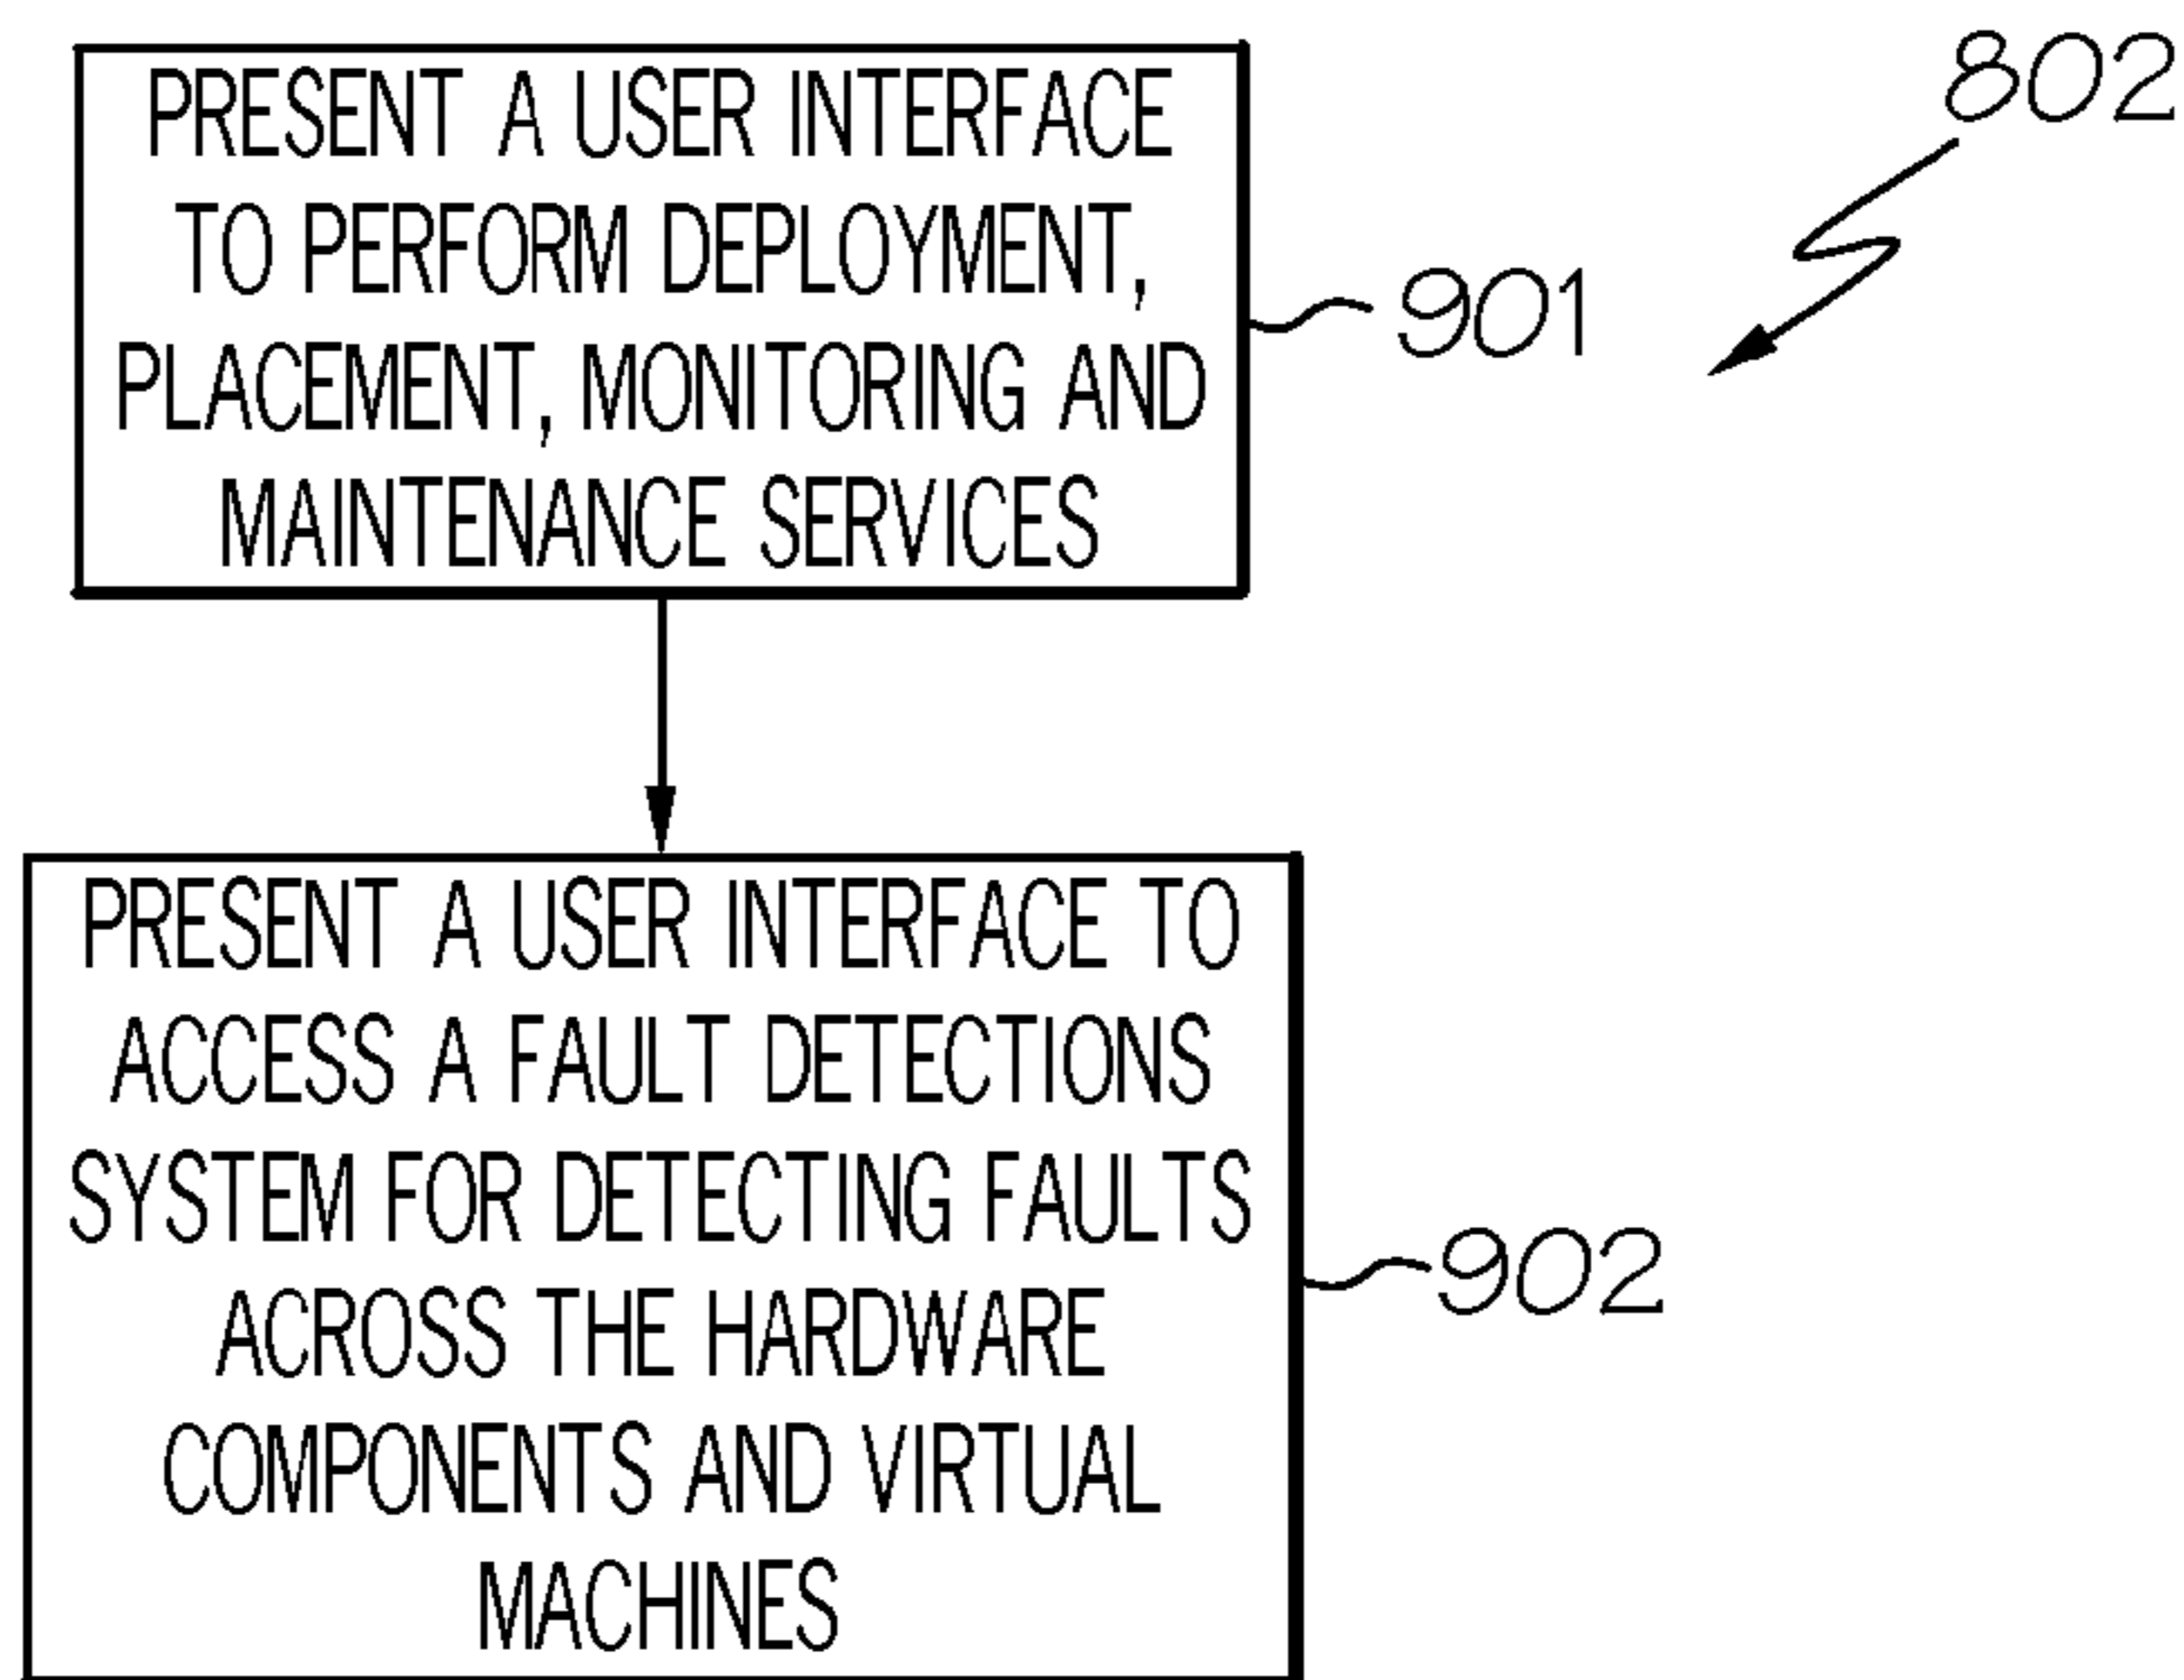 PRESENT A USER INTERFACE
TO PERFORM DEPLOYMENT,
PLACEMENT, MONITORING AND
MAINTENANCE SERVICES
802
901
PRESENT A USER INTERFACE TO
ACCESS A FAULT DETECTIONS
SYSTEM FOR DETECTING FAULTS
ACROSS THE HARDWARE
COMPONENTS AND VIRTUAL
MACHINES
902